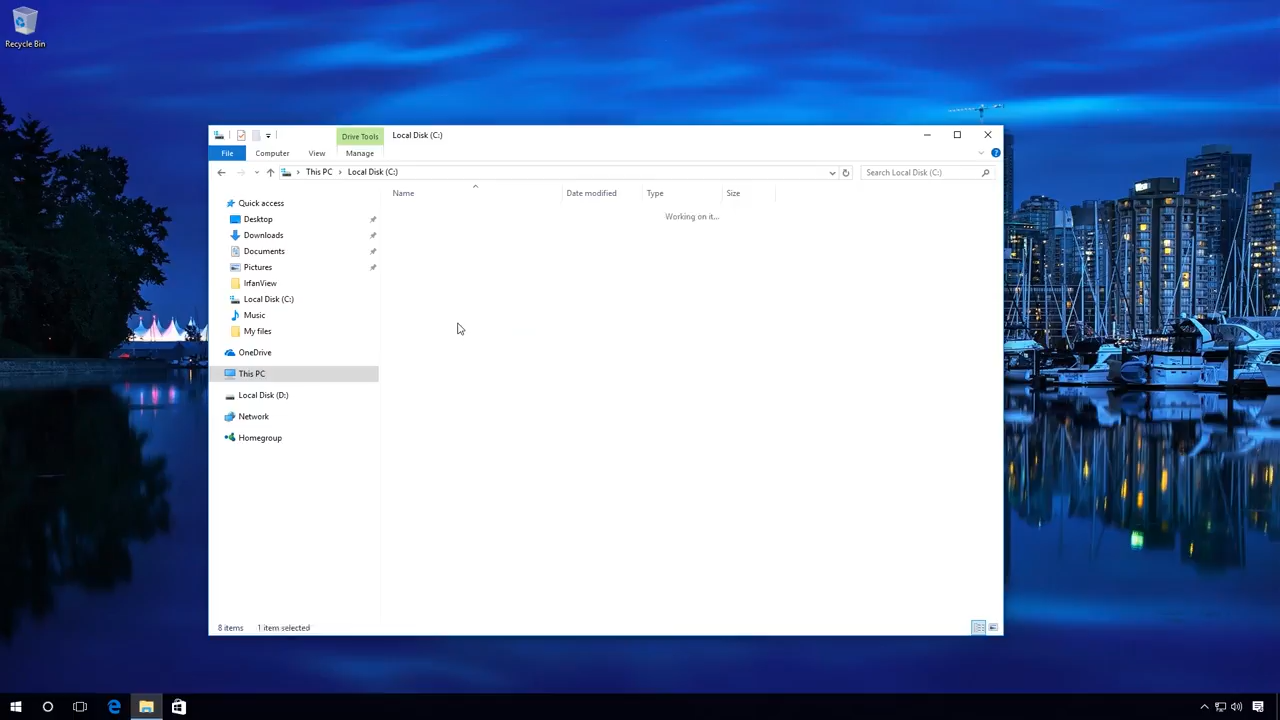 Recycle Bin
Drive Tools
Local Disk (C:)
File
Computer
View
Manage
This PC
Local Disk (C:)
Search Local Disk (C:)
Name
Date modified
Type
Size
Working on it...
Quick access
Desktop
Downloads
Documents
Pictures
IrfanView
Local Disk (C:)
Music
My files
OneDrive
This PC
Local Disk (D:)
Network
Homegroup
8 items
1 item selected